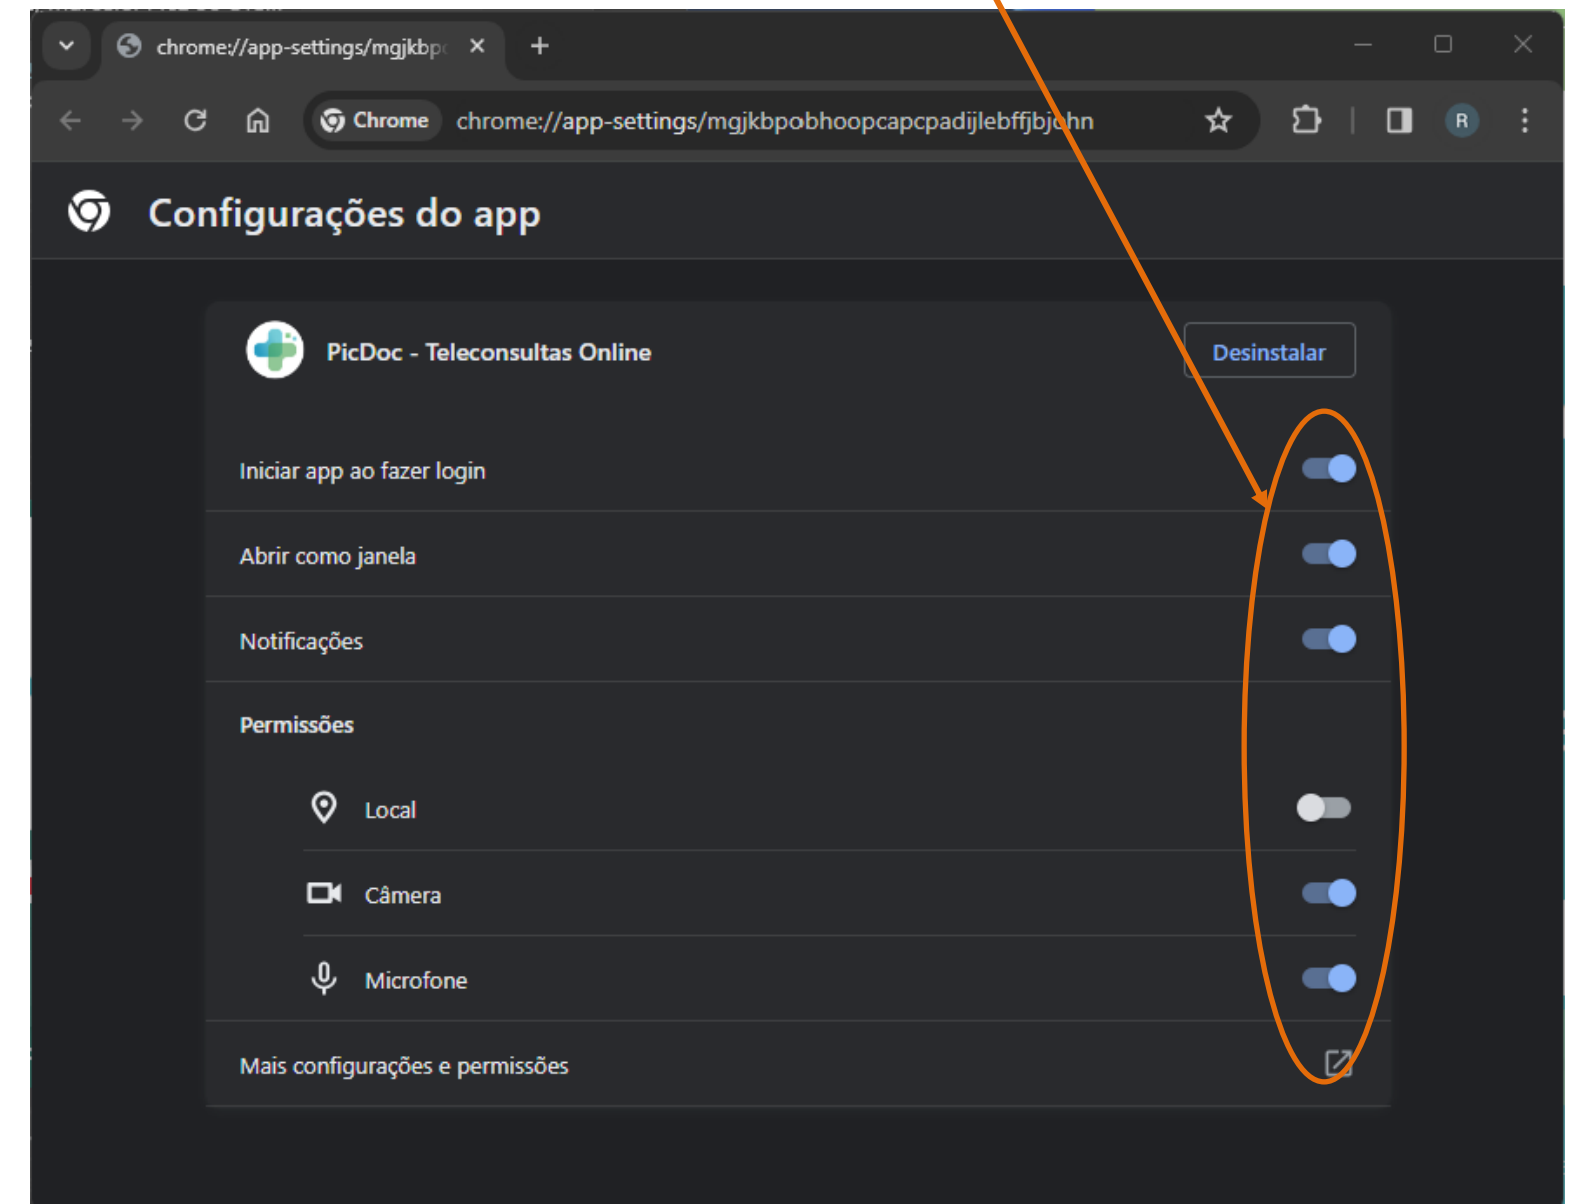 chrome://app-settings/mgjkbp
Chrome chrome://app-settings/mgjkbpobhoopcapcpadijlebffjbjohn
R
Configurações do app
PicDoc - Teleconsultas Online
Desinstalar
Iniciar app ao fazer login
Abrir como janela
Notificações
Permissões
Local
Câmera
Microfone
Mais configurações e permissões